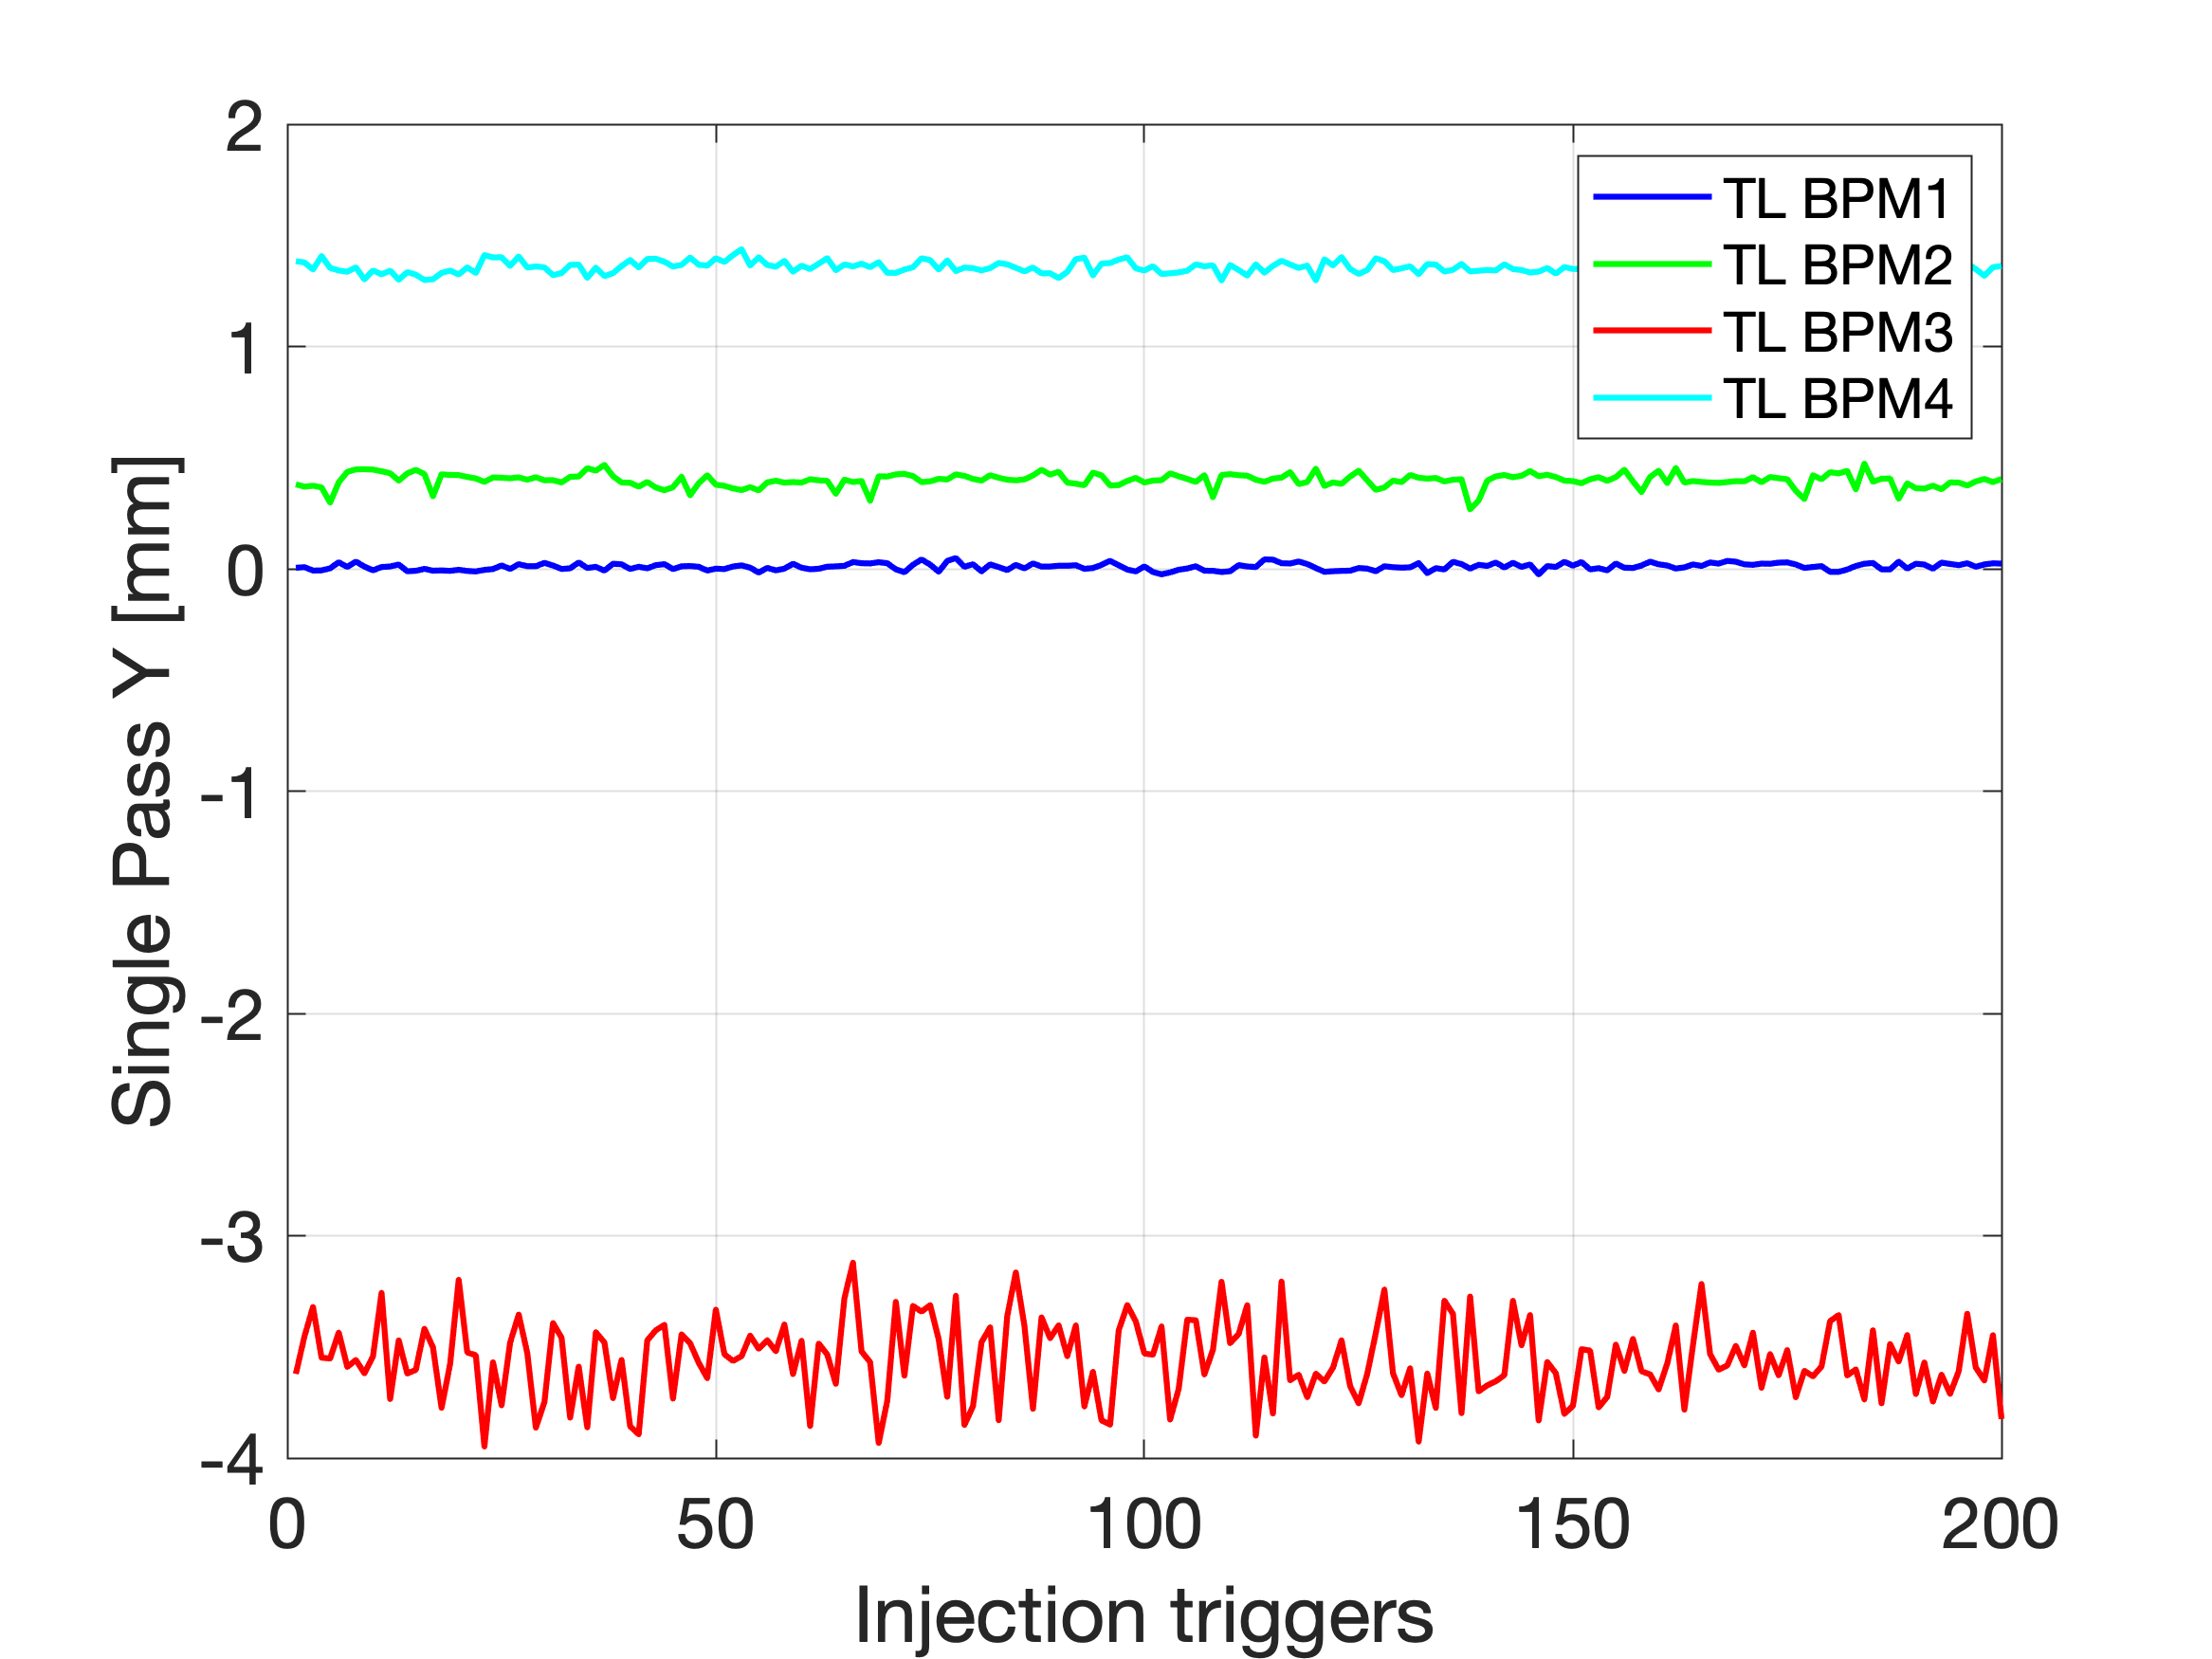 2
1
0
-1
-2
-3
-4
0 50 100 150 200
Single Pass Y [mm]
Injection triggers
TL BPM1
TL BPM2
TL BPM3
TL BPM4